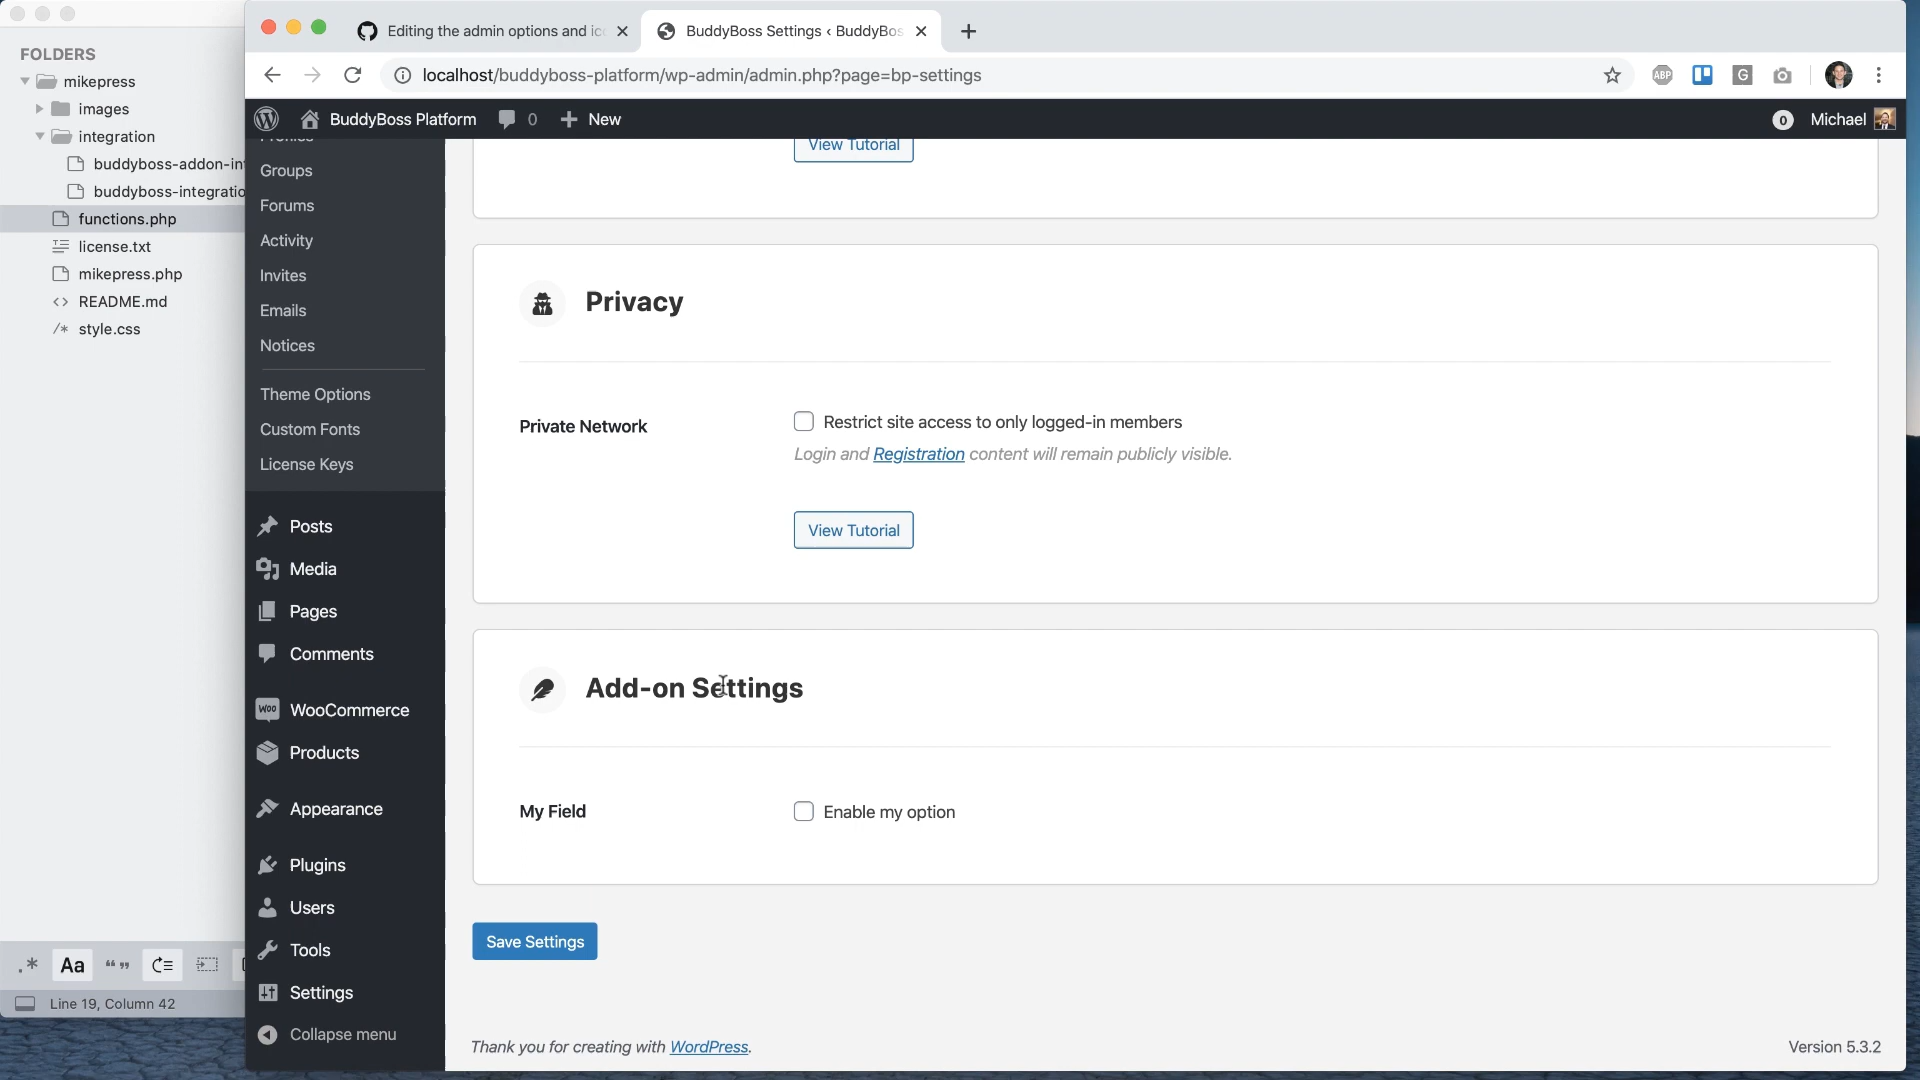 FOLDERS
mikepress
images
integration
buddyboss-addon-in
buddyboss-integratio
functions.php
license.txt
mikepress.php
<> README.md
/* style.css
.* Aa “ ”
Line 19, Column 42
Editing the admin options and ic
BuddyBoss Settings ‹ BuddyBos
localhost/buddyboss-platform/wp-admin/admin.php?page=bp-settings
ABP
G
BuddyBoss Platform
0
New
0
Michael
Profiles
Groups
Forums
Activity
Invites
Emails
Notices
Theme Options
Custom Fonts
License Keys
Posts
Media
Pages
Comments
Woo WooCommerce
Products
Appearance
Plugins
Users
Tools
Settings
Collapse menu
View Tutorial
Privacy
Private Network
Restrict site access to only logged-in members
Login and Registration content will remain publicly visible.
View Tutorial
Add-on Settings
My Field
Enable my option
Save Settings
Thank you for creating with WordPress.
Version 5.3.2